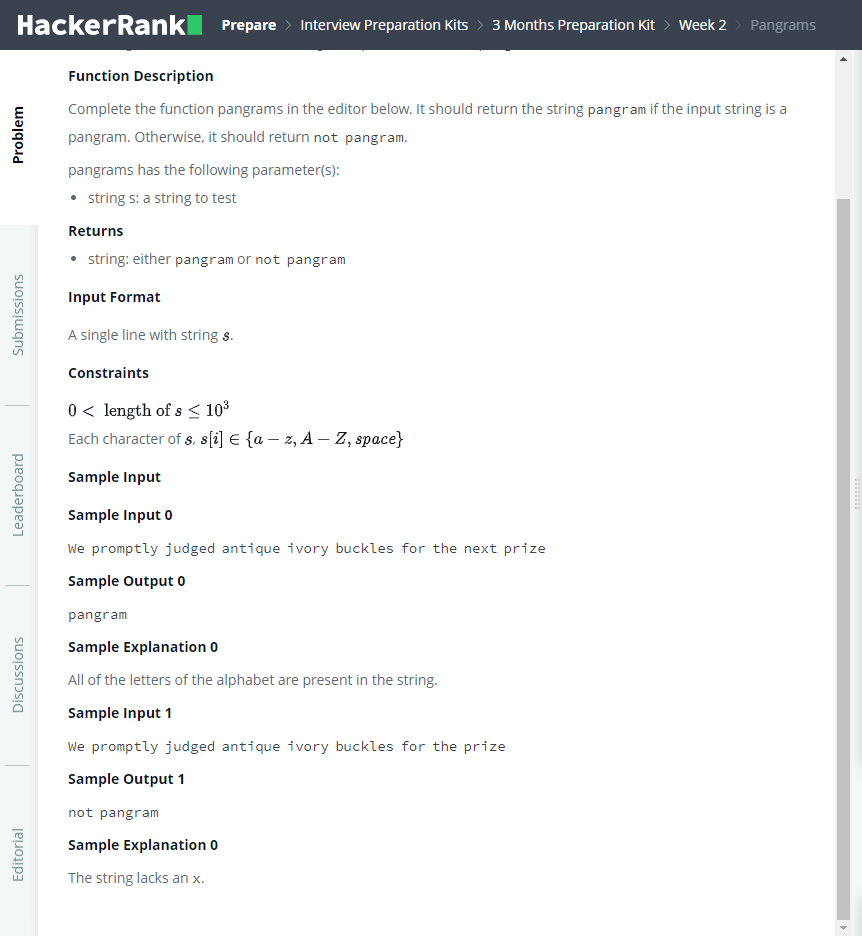 HackerRank Prepare > Interview Preparation Kits > 3 Months Preparation Kit > Week 2 > Pangrams
Problem
Submissions
Leaderboard
Discussions
Editorial
Function Description
Complete the function pangrams in the editor below. It should return the string pangram if the input string is a
pangram. Otherwise, it should return not pangram.
pangrams has the following parameter(s):
• string s: a string to test
Returns
• string: either pangram or not pangram
Input Format
A single line with string s.
Constraints
0 < length of s ≤ 10³
Each character of s, s[i] ∈ {a − z, A − Z, space}
Sample Input
Sample Input 0
We promptly judged antique ivory buckles for the next prize
Sample Output 0
pangram
Sample Explanation 0
All of the letters of the alphabet are present in the string.
Sample Input 1
We promptly judged antique ivory buckles for the prize
Sample Output 1
not pangram
Sample Explanation 0
The string lacks an x.